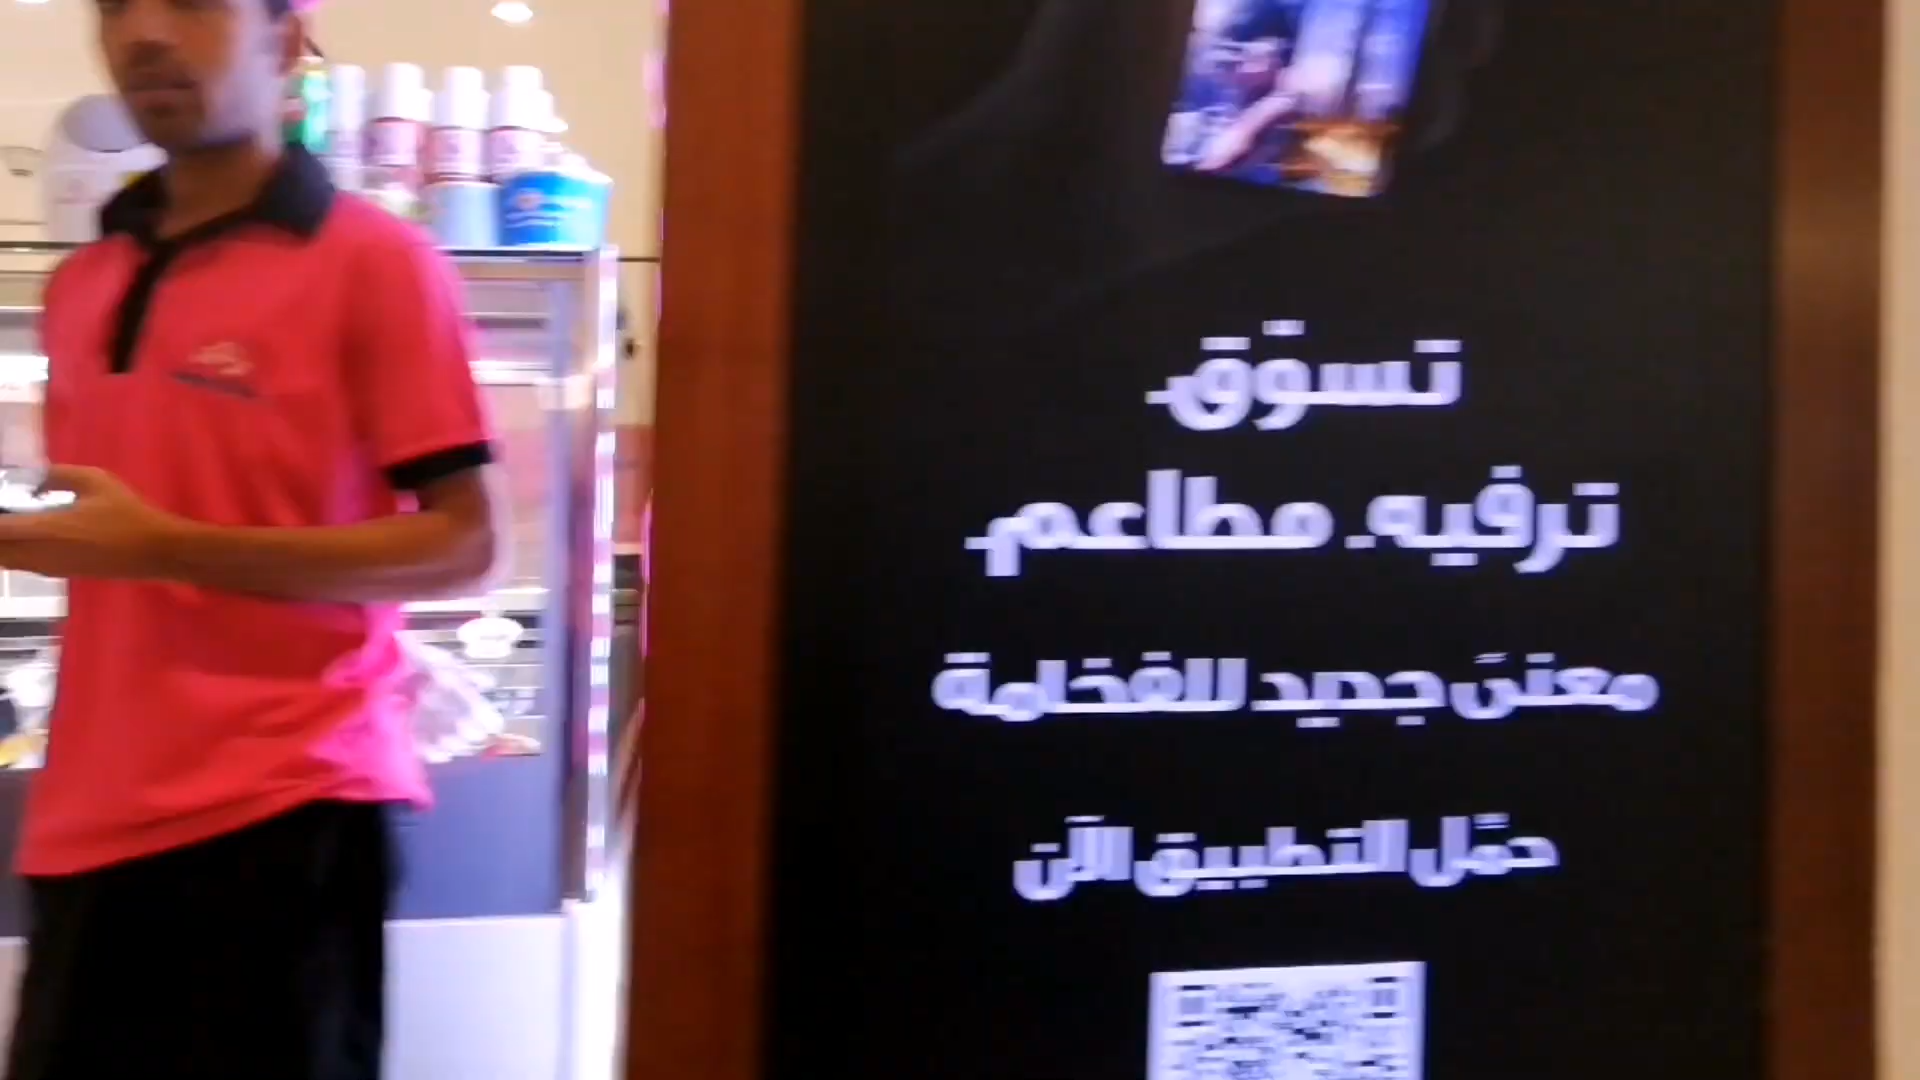 تسوّق.
ترفيه. مطاعم.
معنىً جديد للفخامة
حمّل التطبيق الآن